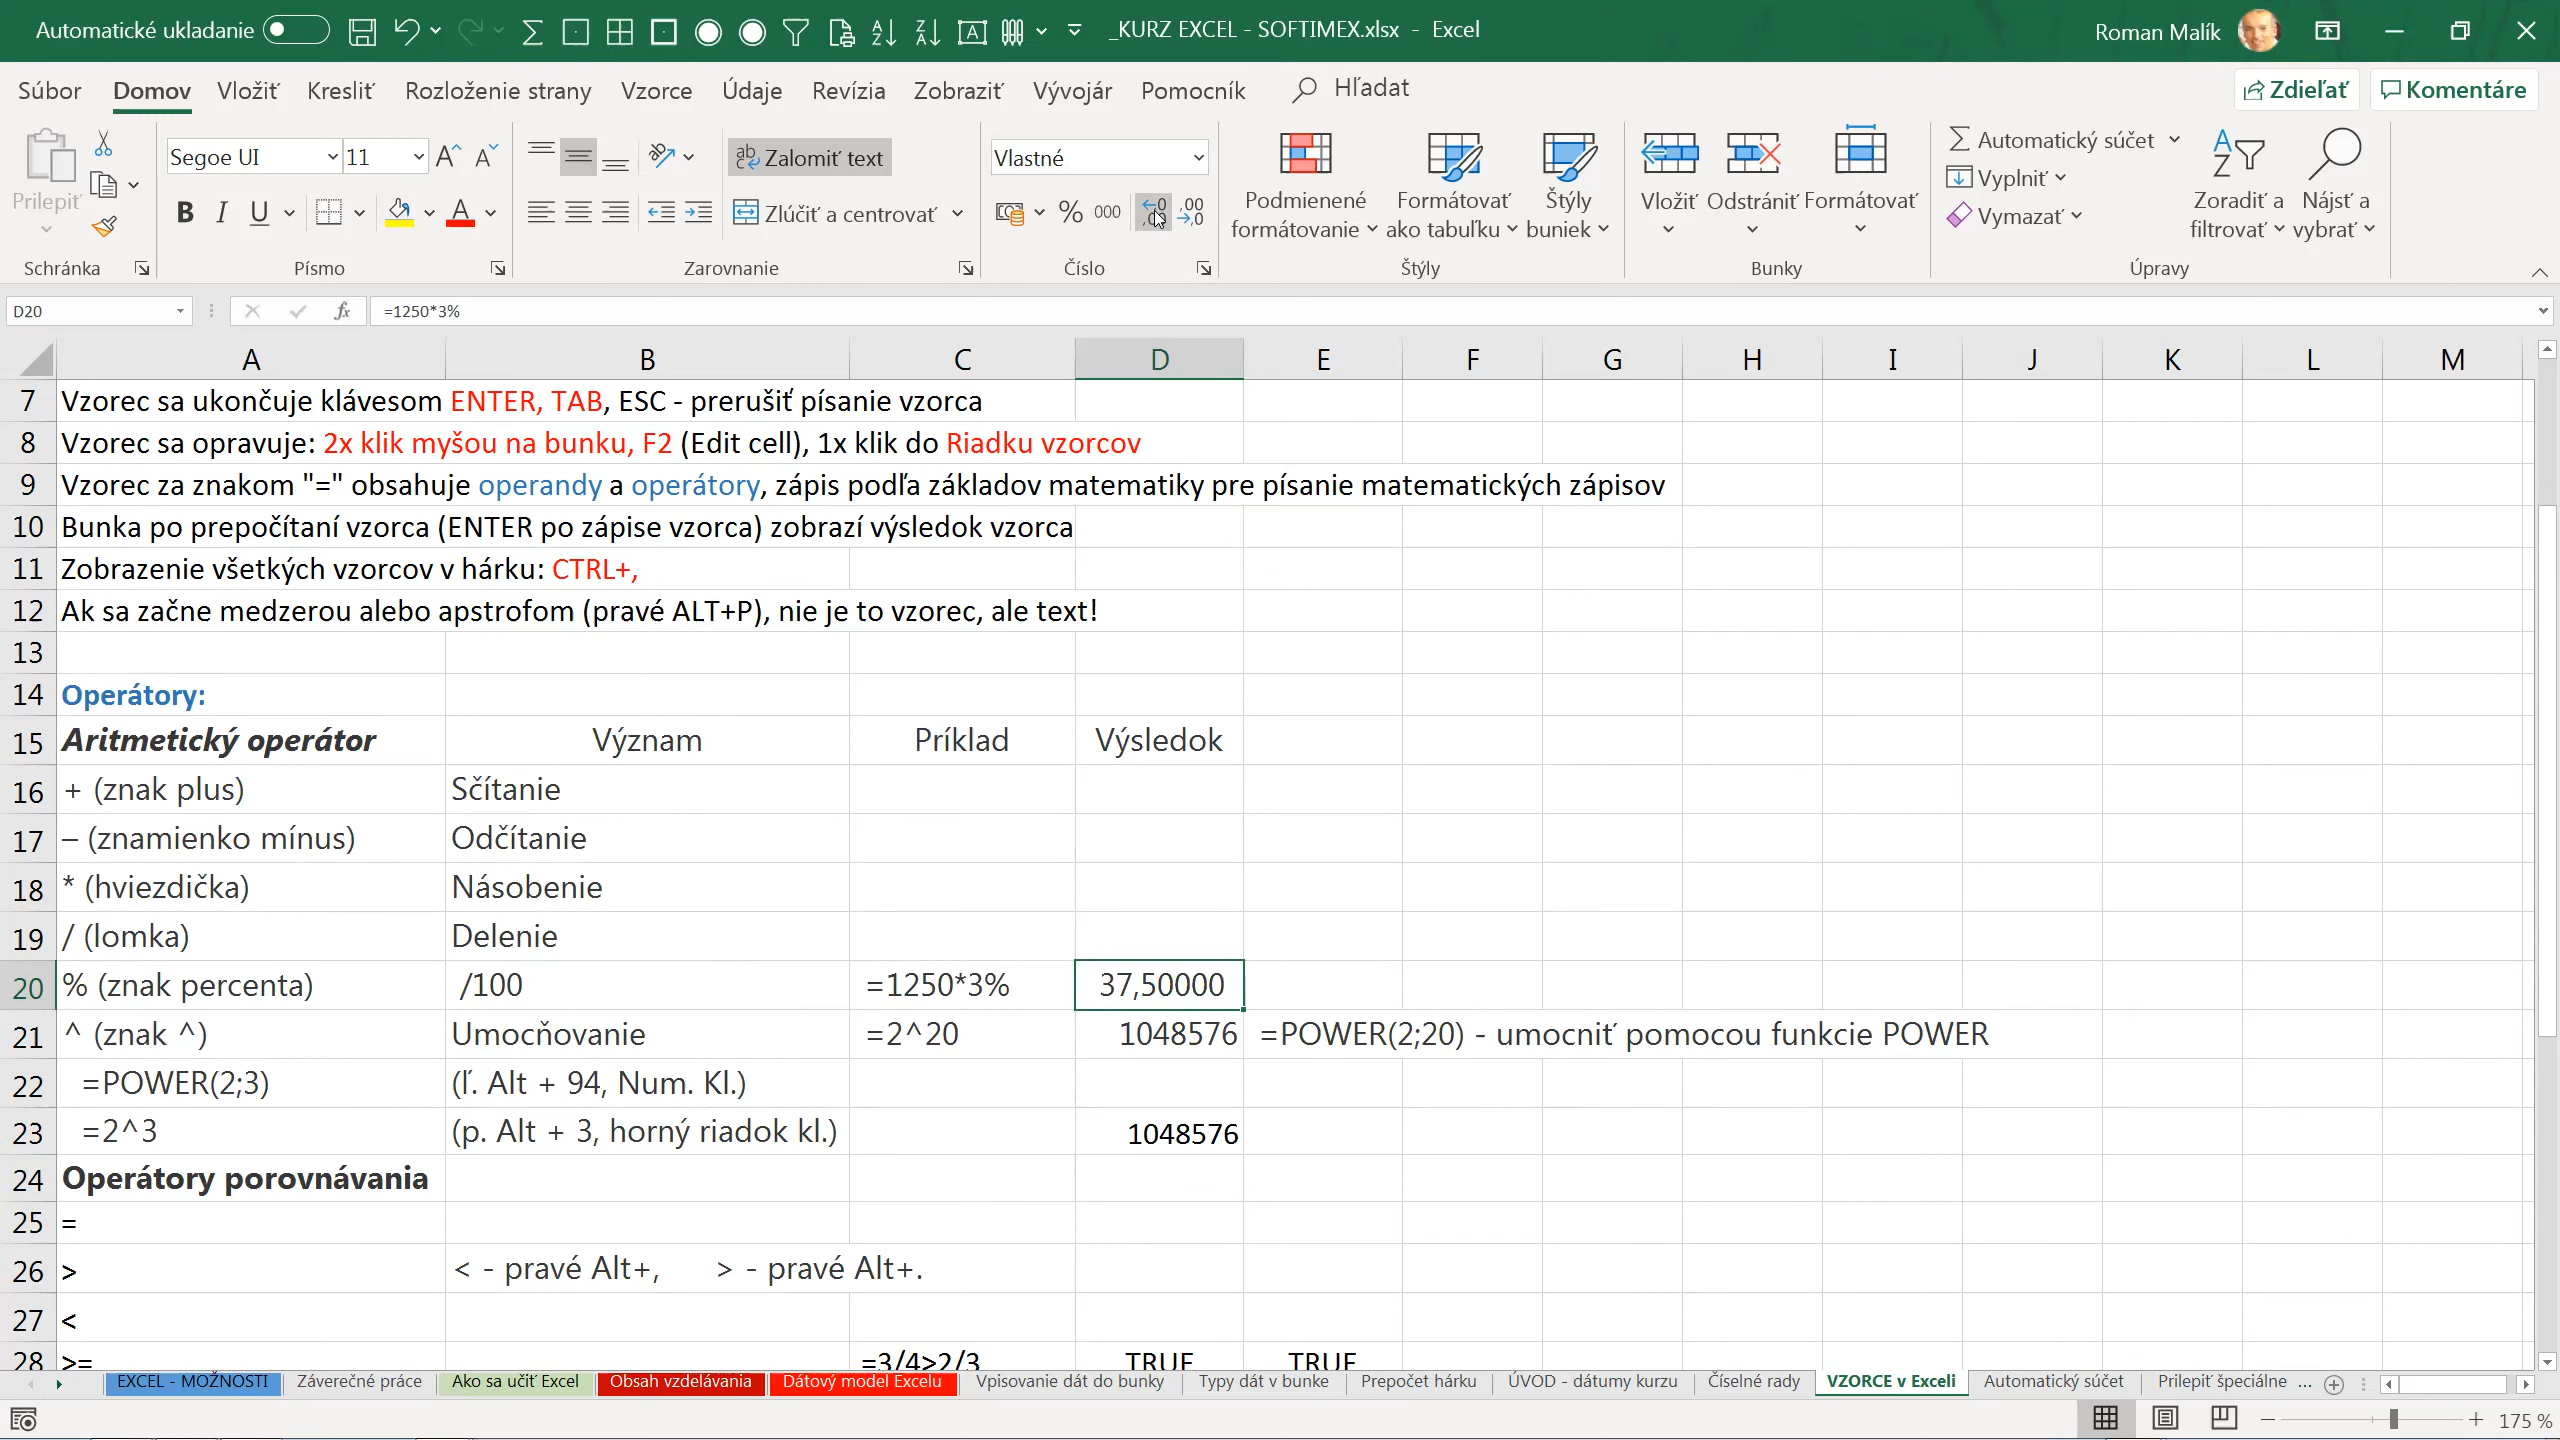 Automatické ukladanie
_KURZ EXCEL - SOFTIMEX.xlsx - Excel
Roman Malík
Súbor Domov Vložiť Kresliť Rozloženie strany Vzorce Údaje Revízia Zobraziť Vývojár Pomocník Hľadať
Zdieľať Komentáre
Prilepiť
Segoe UI 11
Zalomiť text
Zlúčiť a centrovať
Vlastné
% 000
Podmienené formátovanie
Formátovať ako tabuľku
Štýly buniek
Vložiť Odstrániť Formátovať
Automatický súčet
Vyplniť
Vymazať
Zoradiť a filtrovať
Nájsť a vybrať
Schránka Písmo Zarovnanie Číslo Štýly Bunky Úpravy
D20 fx =1250*3%
A B C D E F G H I J K L M
7 Vzorec sa ukončuje klávesom ENTER, TAB, ESC - prerušiť písanie vzorca
8 Vzorec sa opravuje: 2x klik myšou na bunku, F2 (Edit cell), 1x klik do Riadku vzorcov
9 Vzorec za znakom "=" obsahuje operandy a operátory, zápis podľa základov matematiky pre písanie matematických zápisov
10 Bunka po prepočítaní vzorca (ENTER po zápise vzorca) zobrazí výsledok vzorca
11 Zobrazenie všetkých vzorcov v hárku: CTRL+,
12 Ak sa začne medzerou alebo apstrofom (pravé ALT+P), nie je to vzorec, ale text!
13
14 Operátory:
15 Aritmetický operátor Význam Príklad Výsledok
16 + (znak plus) Sčítanie
17 – (znamienko mínus) Odčítanie
18 * (hviezdička) Násobenie
19 / (lomka) Delenie
20 % (znak percenta) /100 =1250*3% 37,50000
21 ^ (znak ^) Umocňovanie =2^20 1048576 =POWER(2;20) - umocniť pomocou funkcie POWER
22 =POWER(2;3) (ľ. Alt + 94, Num. Kl.)
23 =2^3 (p. Alt + 3, horný riadok kl.) 1048576
24 Operátory porovnávania
25 =
26 > < - pravé Alt+, > - pravé Alt+.
27 <
28 >= =3/4>2/3 TRUE TRUE
EXCEL - MOŽNOSTI Záverečné práce Ako sa učiť Excel Obsah vzdelávania Dátový model Excelu Vpisovanie dát do bunky Typy dát v bunke Prepočet hárku ÚVOD - dátumy kurzu Číselné rady VZORCE v Exceli Automatický súčet Prilepiť špeciálne ...
175 %